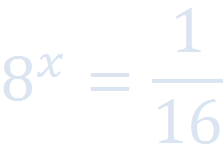 8^x = 1/16